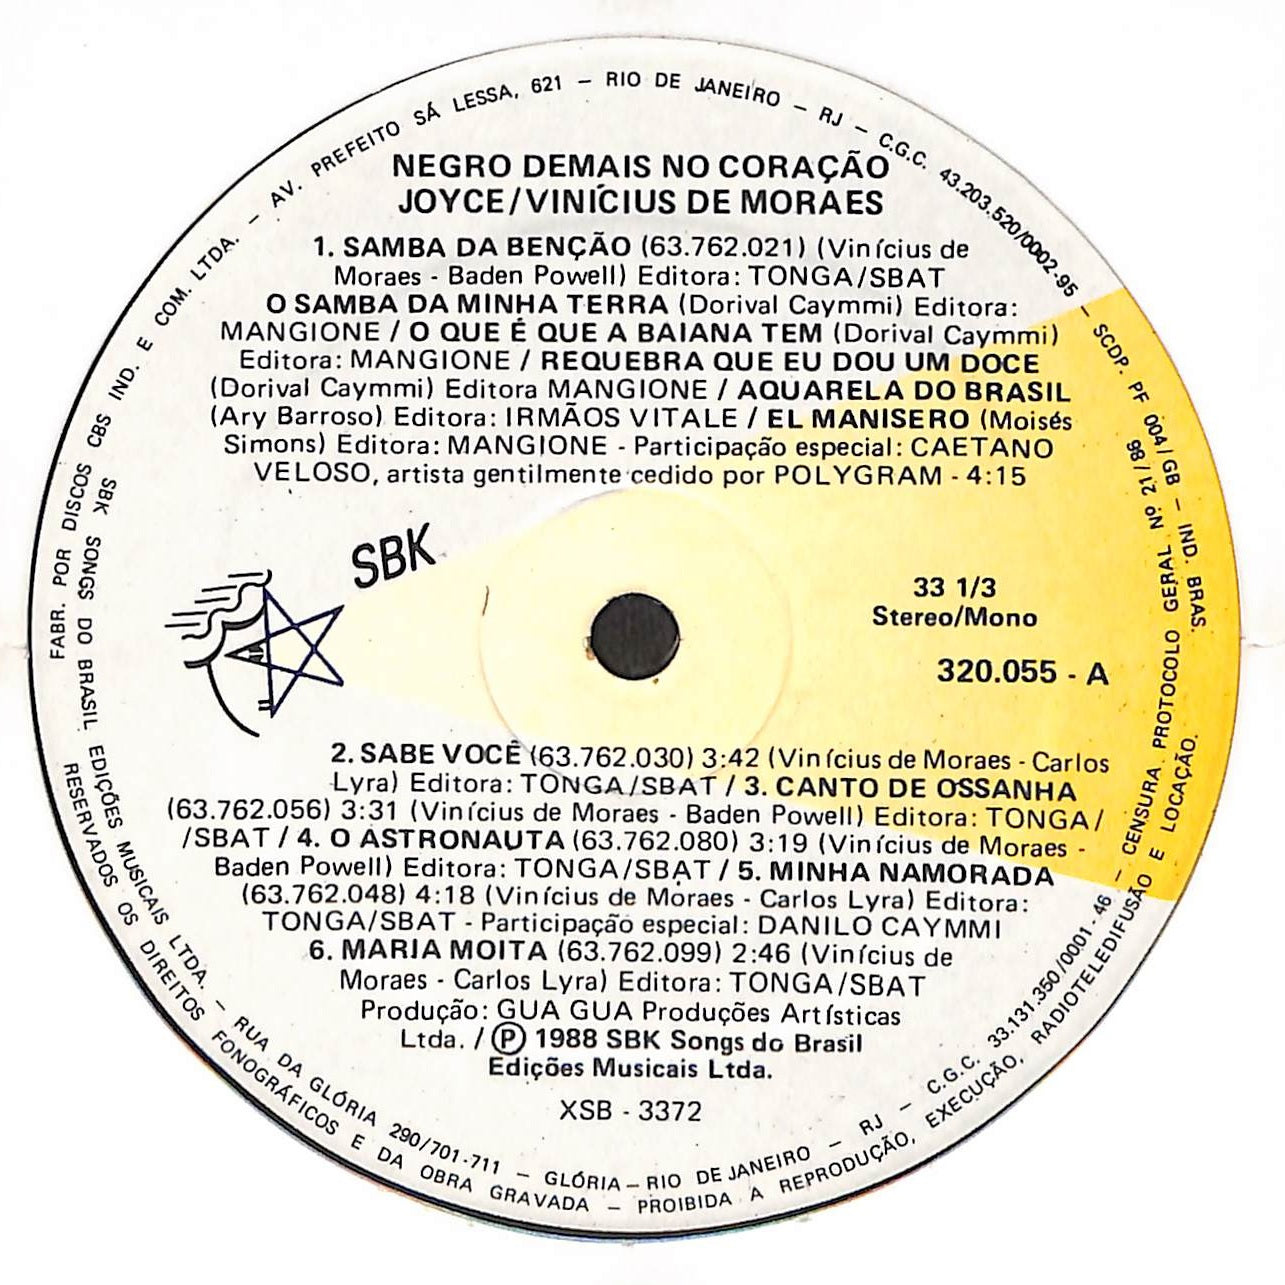 FABR. POR DISCOS CBS IND. E COM. LTDA. – AV. PREFEITO SÁ LESSA, 621 – RIO DE JANEIRO – RJ – C.G.C. 43.203.520/0002-95 – SCDP. PF 004/GB – IND. BRAS.
NEGRO DEMAIS NO CORAÇÃO
JOYCE/VINÍCIUS DE MORAES
1. SAMBA DA BENÇÃO (63.762.021) (Vinícius de
Moraes - Baden Powell) Editora: TONGA/SBAT
O SAMBA DA MINHA TERRA (Dorival Caymmi) Editora:
MANGIONE / O QUE É QUE A BAIANA TEM (Dorival Caymmi)
Editora: MANGIONE / REQUEBRA QUE EU DOU UM DOCE
(Dorival Caymmi) Editora MANGIONE / AQUARELA DO BRASIL
(Ary Barroso) Editora: IRMÃOS VITALE / EL MANISERO (Moisés
Simons) Editora: MANGIONE - Participação especial: CAETANO
VELOSO, artista gentilmente cedido por POLYGRAM - 4:15
SBK
33 1/3
Stereo/Mono
320.055 - A
2. SABE VOCÊ (63.762.030) 3:42 (Vinícius de Moraes - Carlos
Lyra) Editora: TONGA/SBAT / 3. CANTO DE OSSANHA
(63.762.056) 3:31 (Vinícius de Moraes - Baden Powell) Editora: TONGA/
/SBAT / 4. O ASTRONAUTA (63.762.080) 3:19 (Vinícius de Moraes -
Baden Powell) Editora: TONGA/SBAT / 5. MINHA NAMORADA
(63.762.048) 4:18 (Vinícius de Moraes - Carlos Lyra) Editora:
TONGA/SBAT - Participação especial: DANILO CAYMMI
6. MARIA MOITA (63.762.099) 2:46 (Vinícius de
Moraes - Carlos Lyra) Editora: TONGA/SBAT
Produção: GUA GUA Produções Artísticas
Ltda. / Ⓟ 1988 SBK Songs do Brasil
Edições Musicais Ltda.
XSB - 3372
SBK SONGS DO BRASIL EDIÇÕES MUSICAIS LTDA. – RUA DA GLÓRIA 290/701-711 – GLÓRIA – RIO DE JANEIRO – RJ – C.G.C. 33.131.350/0001-46 – CENSURA PROTOCOLO GERAL Nº 21/86
RESERVADOS OS DIREITOS FONOGRÁFICOS E DA OBRA GRAVADA – PROIBIDA A REPRODUÇÃO, EXECUÇÃO, RADIOTELEDIFUSÃO E LOCAÇÃO.